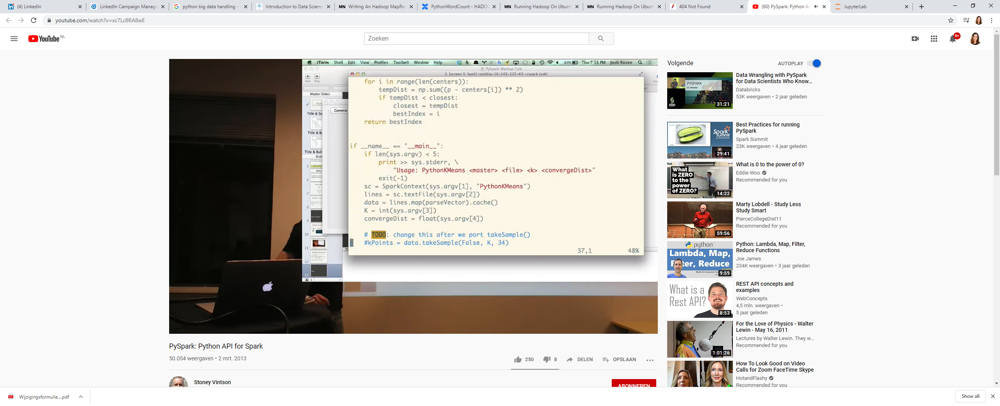 (4) LinkedIn
LinkedIn Campaign Manage
python big data handling -
Introduction to Data Science
MN Writing An Hadoop MapRec
PythonWordCount - HADO
MN Running Hadoop On Ubunt
MN Running Hadoop On Ubunt
404 Not Found
(60) PySpark: Python AP
JupyterLab
youtube.com/watch?v=xc7Lc8RA8wE
YouTube NL
Zoeken
9+
iTerm Shell Edit View Profiles Toolbelt Window Help 67% Thu 7:38 PM Josh Rosen
PySpark Meetup Talk
3. [screen 0: bash] root@ip-10-143-135-43:~/spark (ssh)
New Play
Master Slides
General
Title & Su
Title & Bu
Title & Bull
Slide
5
6
7
8
9
10
11
12
13
for i in range(len(centers)):
tempDist = np.sum((p - centers[i]) ** 2)
if tempDist < closest:
closest = tempDist
bestIndex = i
return bestIndex
if __name__ == "__main__":
if len(sys.argv) < 5:
print >> sys.stderr, \
"Usage: PythonKMeans <master> <file> <k> <convergeDist>"
exit(-1)
sc = SparkContext(sys.argv[1], "PythonKMeans")
lines = sc.textFile(sys.argv[2])
data = lines.map(parseVector).cache()
K = int(sys.argv[3])
convergeDist = float(sys.argv[4])
# TODO: change this after we port takeSample()
#kPoints = data.takeSample(False, K, 34)
37,1 48%
PySpark: Python API for Spark
50.054 weergaven • 2 mrt. 2013
250 8 DELEN OPSLAAN
Stoney Vintson
ABONNEREN
Volgende
AUTOPLAY
PYSPARK
vs. Pandas
SPARK SUMMIT
31:21
Data Wrangling with PySpark
for Data Scientists Who Know...
Databricks
53K weergaven • 2 jaar geleden
Spark
Summit
EUROPE 2015
29:41
Best Practices for running
PySpark
Spark Summit
23K weergaven • 4 jaar geleden
What
is ZERO
to the
power
of ZERO?
14:22
What is 0 to the power of 0?
Eddie Woo
Recommended for you
59:56
Marty Lobdell - Study Less
Study Smart
PierceCollegeDist11
Recommended for you
python
Lambda, Map,
Filter, Reduce
Joe James
9:59
Python: Lambda, Map, Filter,
Reduce Functions
Joe James
234K weergaven • 3 jaar geleden
What is a
Rest API?
8:53
REST API concepts and
examples
WebConcepts
4,5 mln. weergaven •
5 jaar geleden
1:01:26
For the Love of Physics - Walter
Lewin - May 16, 2011
Lectures by Walter Lewin. They w...
Recommended for you
How To Look Good on Video
Calls for Zoom FaceTime Skype
HotandFlashy
Recommended for you
Wijzigingsformulie....pdf
Show all